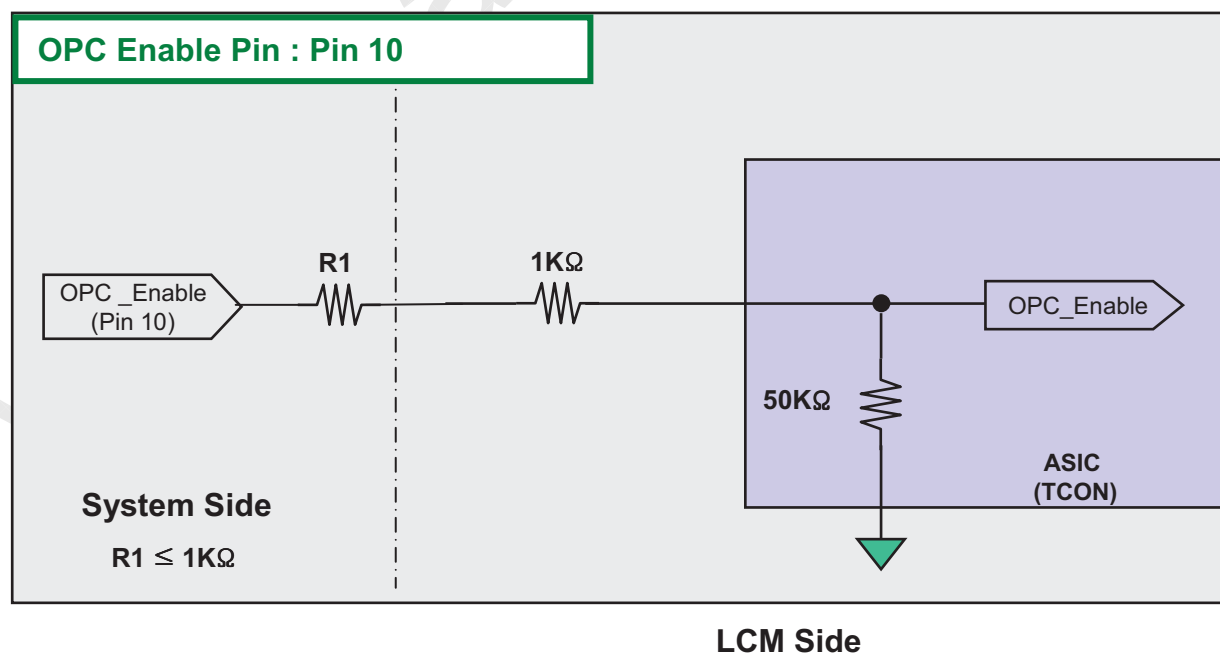 OPC Enable Pin : Pin 10
R1
1KΩ
OPC _Enable
(Pin 10)
OPC_Enable
50KΩ
ASIC
(TCON)
System Side
R1 ≤ 1KΩ
LCM Side